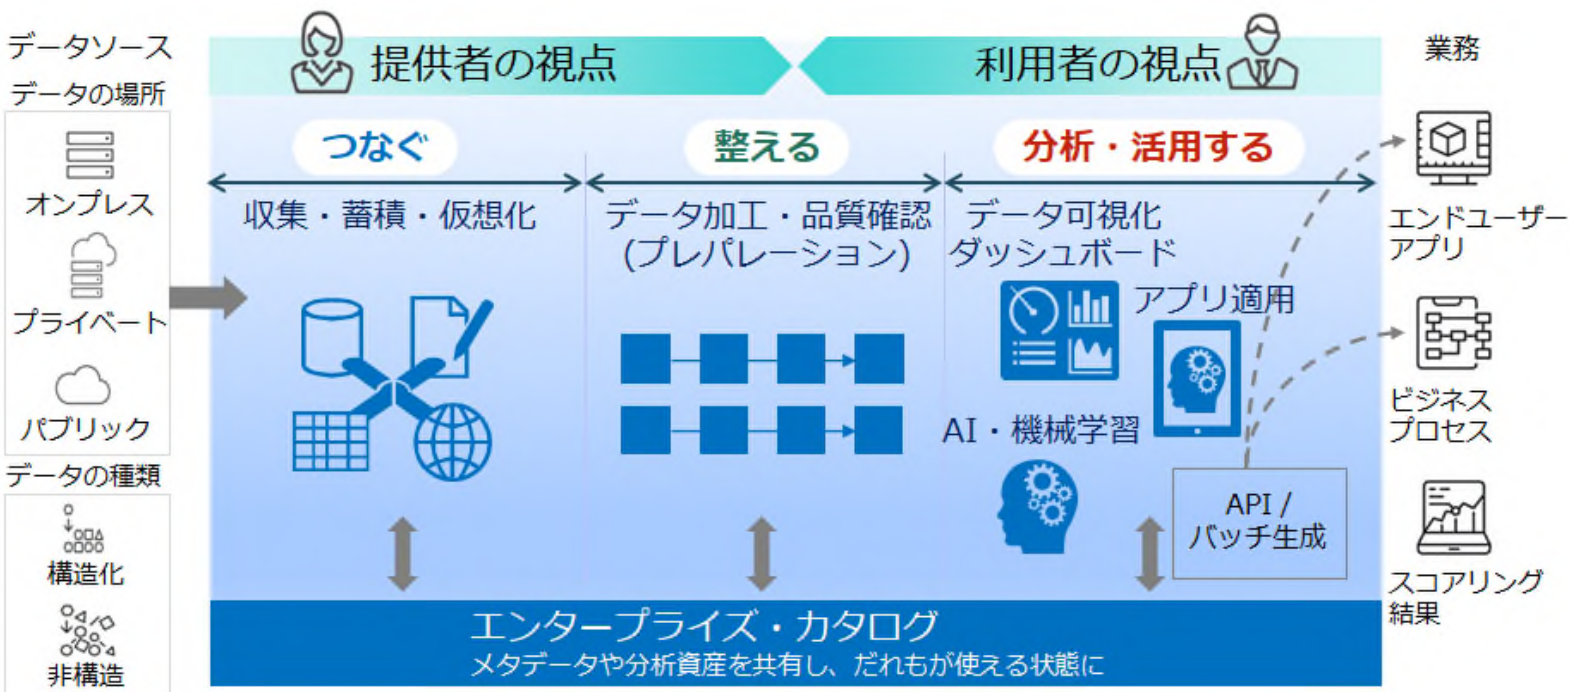 データソース
データの場所
オンプレス
プライベート
パブリック
データの種類
構造化
非構造
提供者の視点
利用者の視点
つなぐ
収集・蓄積・仮想化
整える
データ加工・品質確認
(プレパレーション)
分析・活用する
データ可視化
ダッシュボード
アプリ適用
AI・機械学習
API /
バッチ生成
エンタープライズ・カタログ
メタデータや分析資産を共有し、だれもが使える状態に
業務
エンドユーザー
アプリ
ビジネス
プロセス
スコアリング
結果